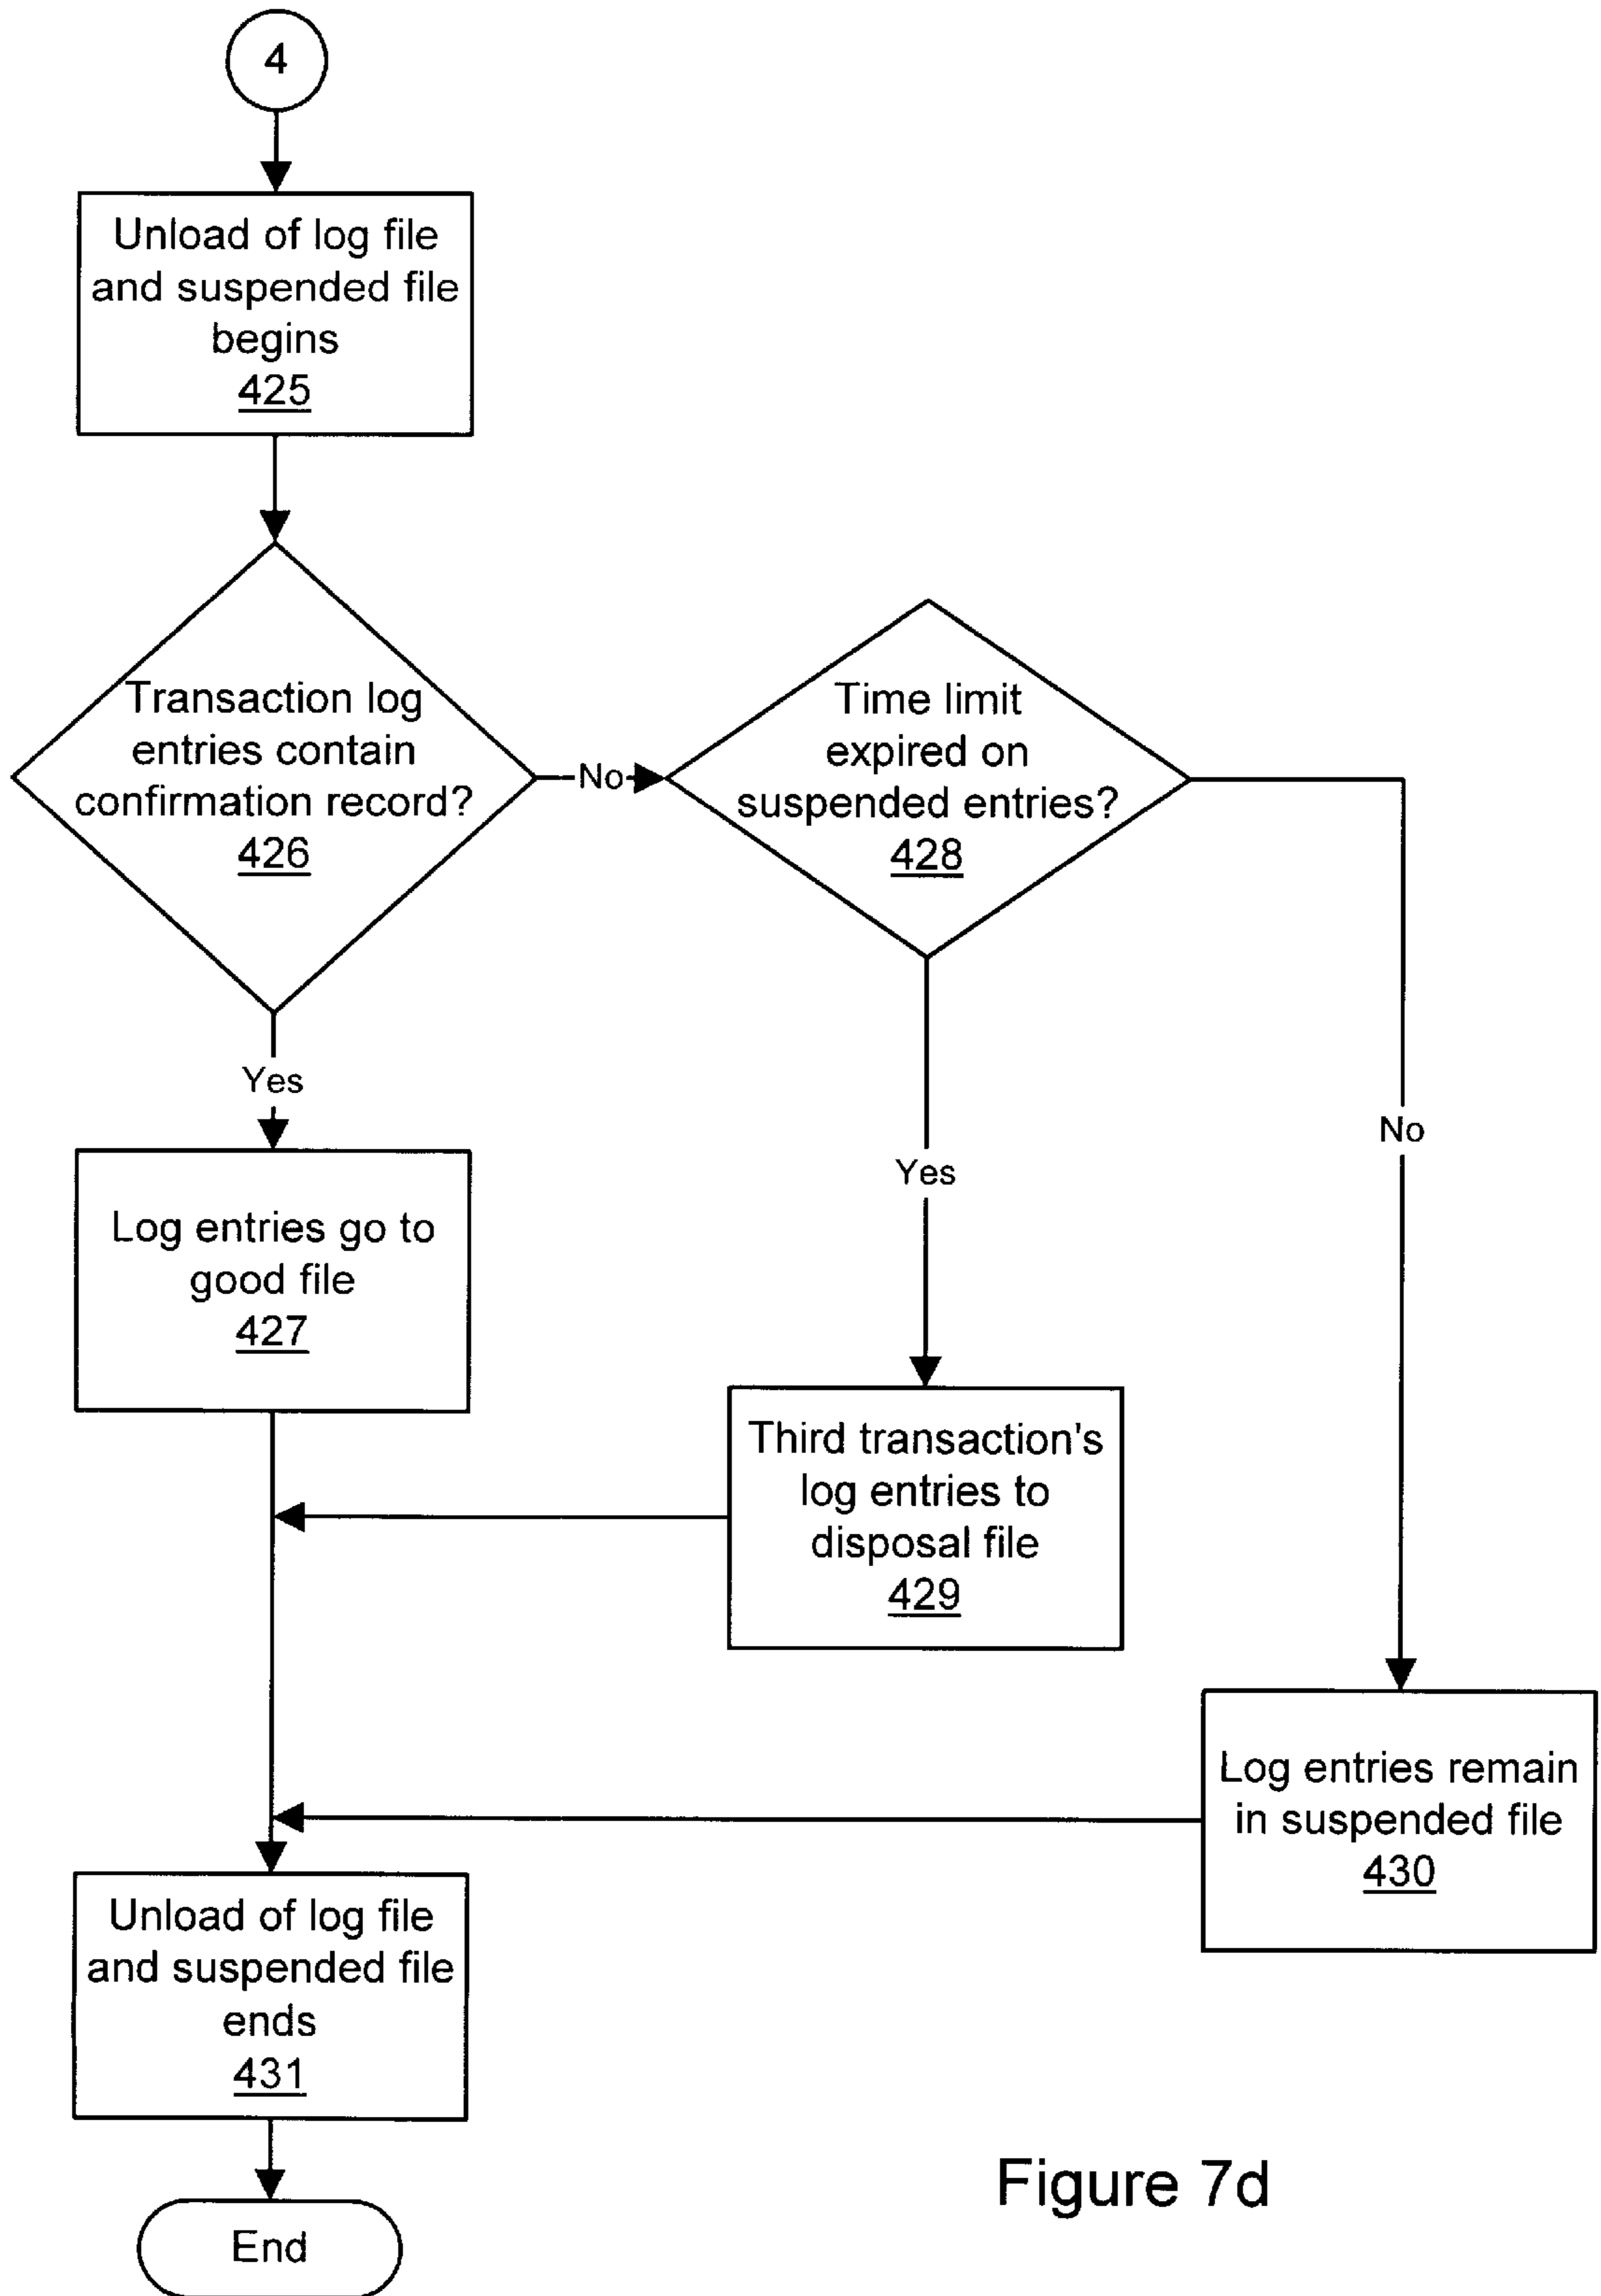 4
Unload of log file
and suspended file
begins
425
Transaction log
entries contain
confirmation record?
426
No
Time limit
expired on
suspended entries?
428
Yes
Log entries go to
good file
427
Yes
No
Third transaction's
log entries to
disposal file
429
Log entries remain
in suspended file
430
Unload of log file
and suspended file
ends
431
End
Figure 7d